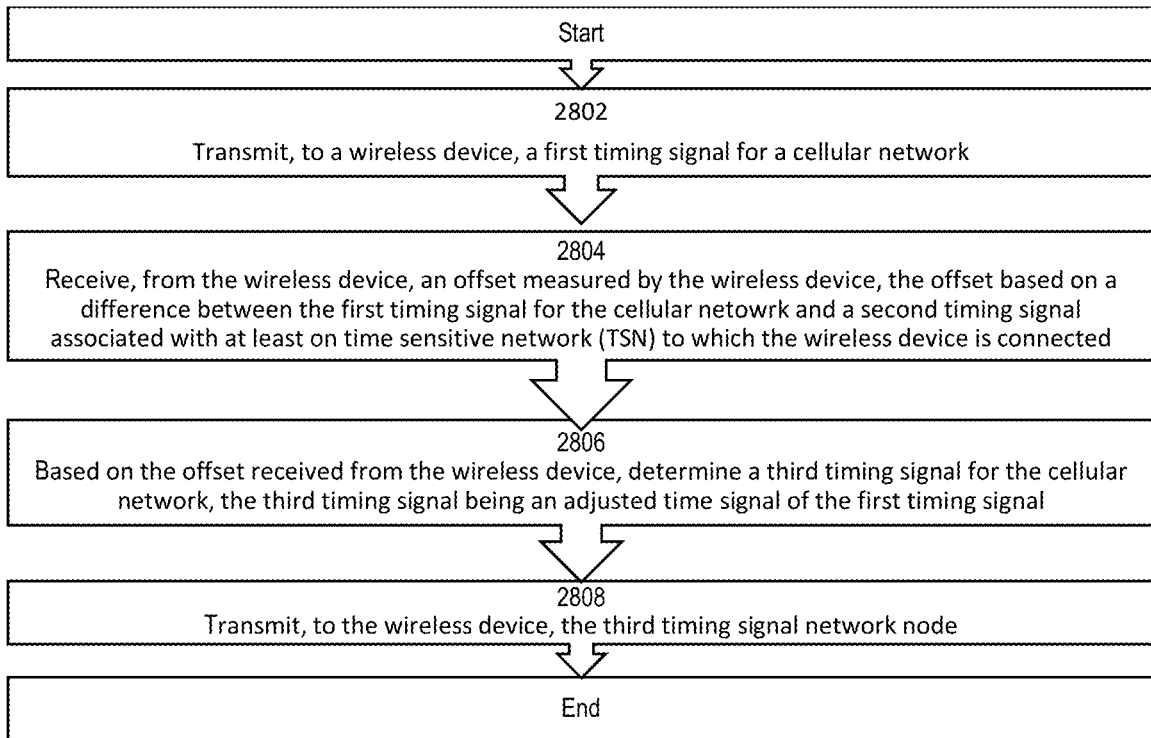 Start
2802
Transmit, to a wireless device, a first timing signal for a cellular network
2804
Receive, from the wireless device, an offset measured by the wireless device, the offset based on a
difference between the first timing signal for the cellular netowrk and a second timing signal
associated with at least on time sensitive network (TSN) to which the wireless device is connected
2806
Based on the offset received from the wireless device, determine a third timing signal for the cellular
network, the third timing signal being an adjusted time signal of the first timing signal
2808
Transmit, to the wireless device, the third timing signal network node
End